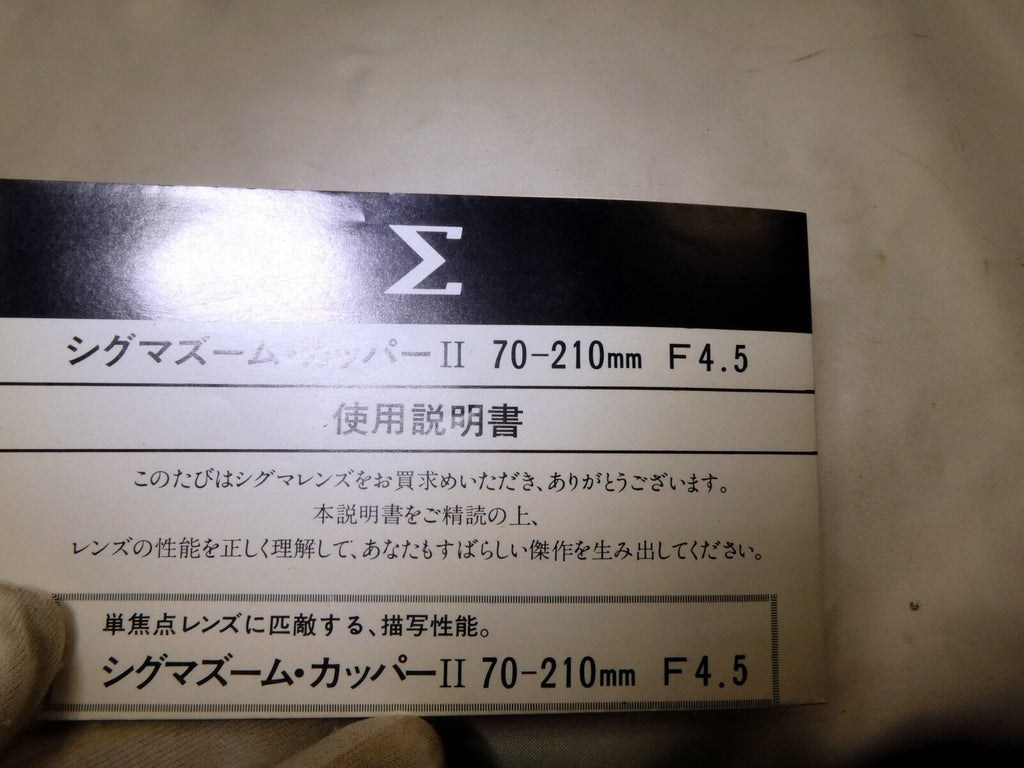 Σ
シグマズーム・カッパーII 70-210mm F4.5
使用説明書
このたびはシグマレンズをお買求めいただき、ありがとうございます。
本説明書をご精読の上、
レンズの性能を正しく理解して、あなたもすばらしい傑作を生み出してください。
単焦点レンズに匹敵する、描写性能。
シグマズーム・カッパーII 70-210mm F4.5